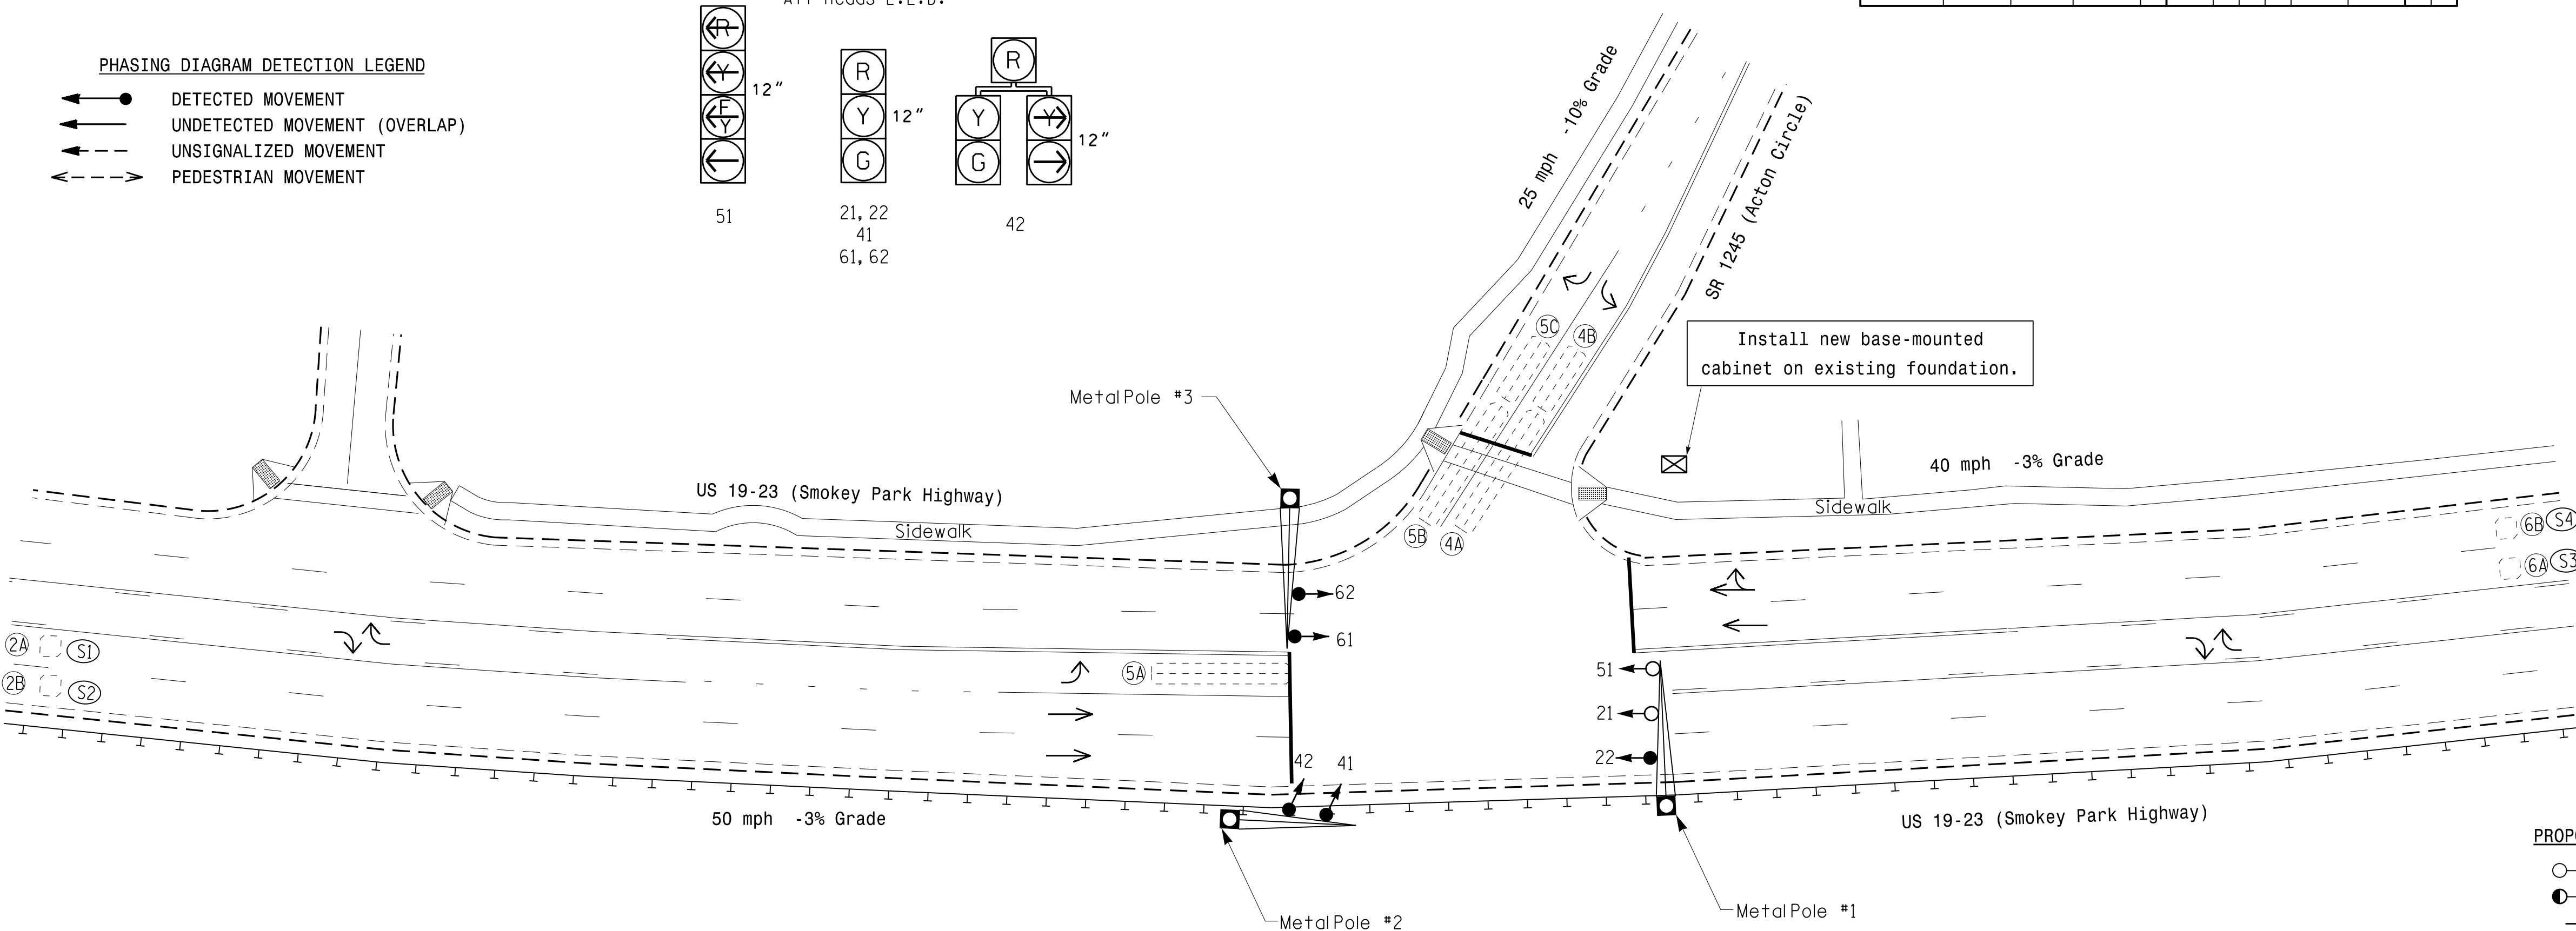 All Heads L.E.D.
PHASING DIAGRAM DETECTION LEGEND
DETECTED MOVEMENT
UNDETECTED MOVEMENT (OVERLAP)
UNSIGNALIZED MOVEMENT
PEDESTRIAN MOVEMENT
R
Y
F
Y
12"
51
R
Y
G
12"
21, 22
41
61, 62
R
Y
Y
G
12"
42
25 mph -10% Grade
SR 1245 (Acton Circle)
Install new base-mounted
cabinet on existing foundation.
5C
4B
Metal Pole #3
40 mph -3% Grade
US 19-23 (Smokey Park Highway)
Sidewalk
Sidewalk
5B
4A
6B
S4
6A
S3
62
61
2A
S1
2B
S2
5A
51
21
22
42
41
50 mph -3% Grade
US 19-23 (Smokey Park Highway)
Metal Pole #2
Metal Pole #1